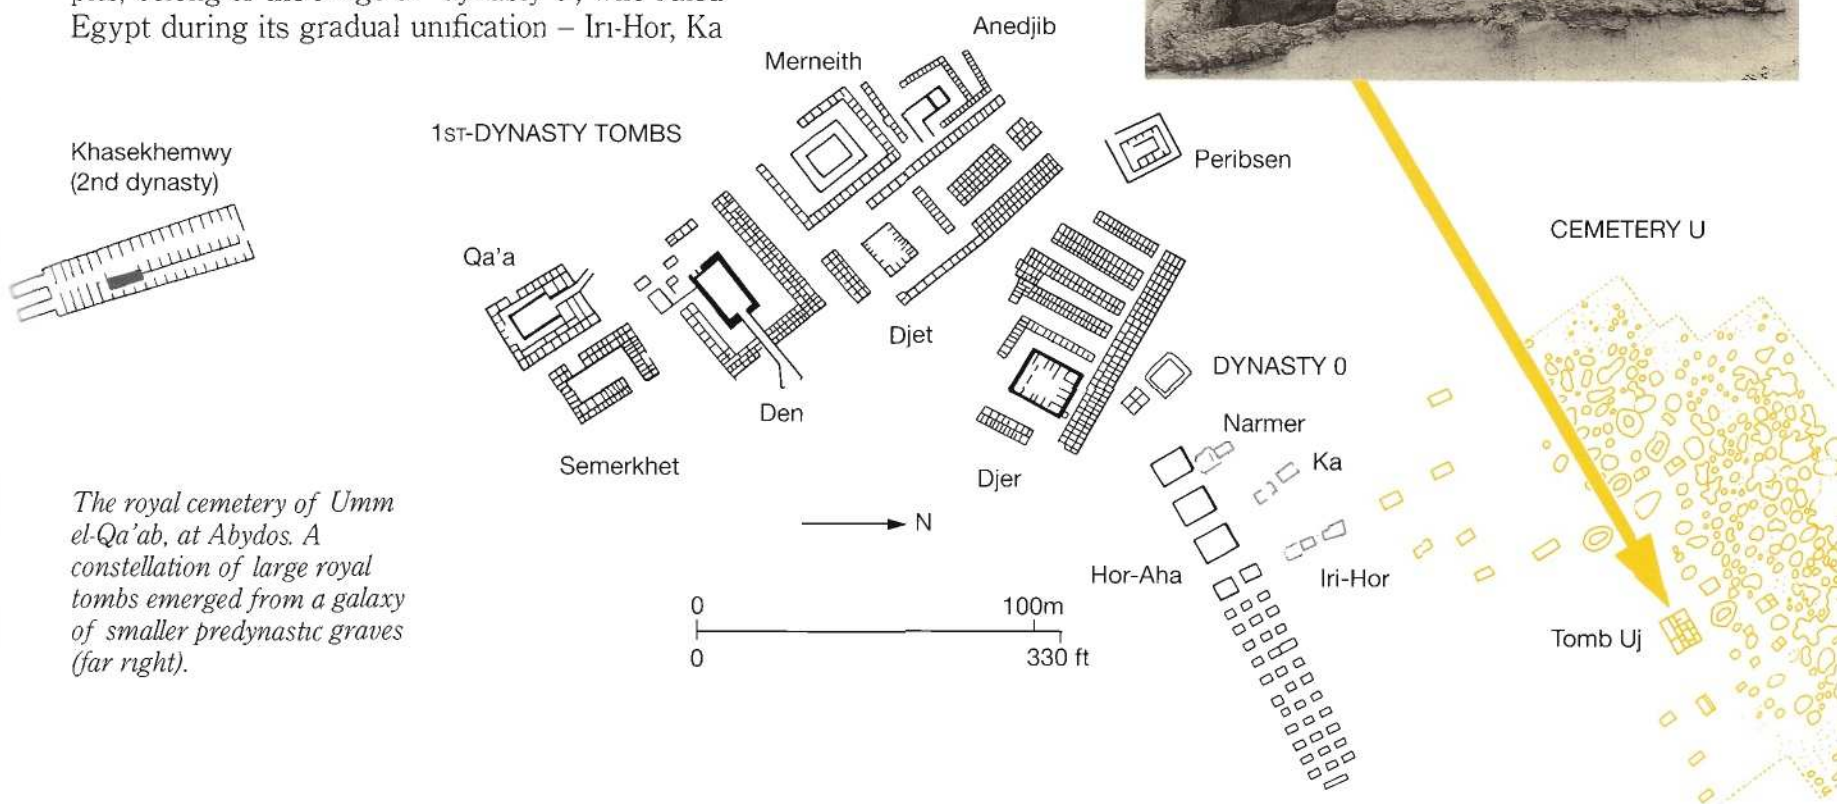 Egypt during its gradual unification – Iri-Hor, Ka
Anedjib
Merneith
1ST-DYNASTY TOMBS
Khasekhemwy
(2nd dynasty)
Peribsen
CEMETERY U
Qa'a
Djet
DYNASTY 0
Den
Narmer
Semerkhet
Djer
Ka
The royal cemetery of Umm
el-Qa'ab, at Abydos. A
constellation of large royal
tombs emerged from a galaxy
of smaller predynastic graves
(far right).
N
Hor-Aha
Iri-Hor
0 100m
0 330 ft
Tomb Uj